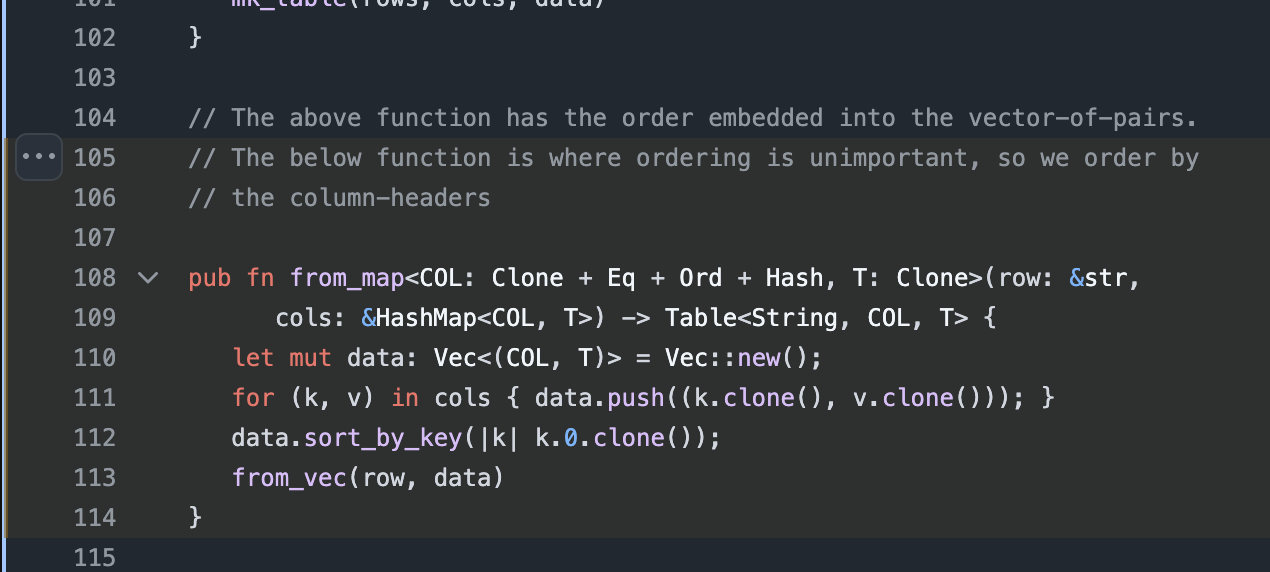 101 mk_table(rows, cols, data)
102 }
103
104 // The above function has the order embedded into the vector-of-pairs.
105 // The below function is where ordering is unimportant, so we order by
106 // the column-headers
107
108 pub fn from_map<COL: Clone + Eq + Ord + Hash, T: Clone>(row: &str,
109 cols: &HashMap<COL, T>) -> Table<String, COL, T> {
110 let mut data: Vec<(COL, T)> = Vec::new();
111 for (k, v) in cols { data.push((k.clone(), v.clone())); }
112 data.sort_by_key(|k| k.0.clone());
113 from_vec(row, data)
114 }
115